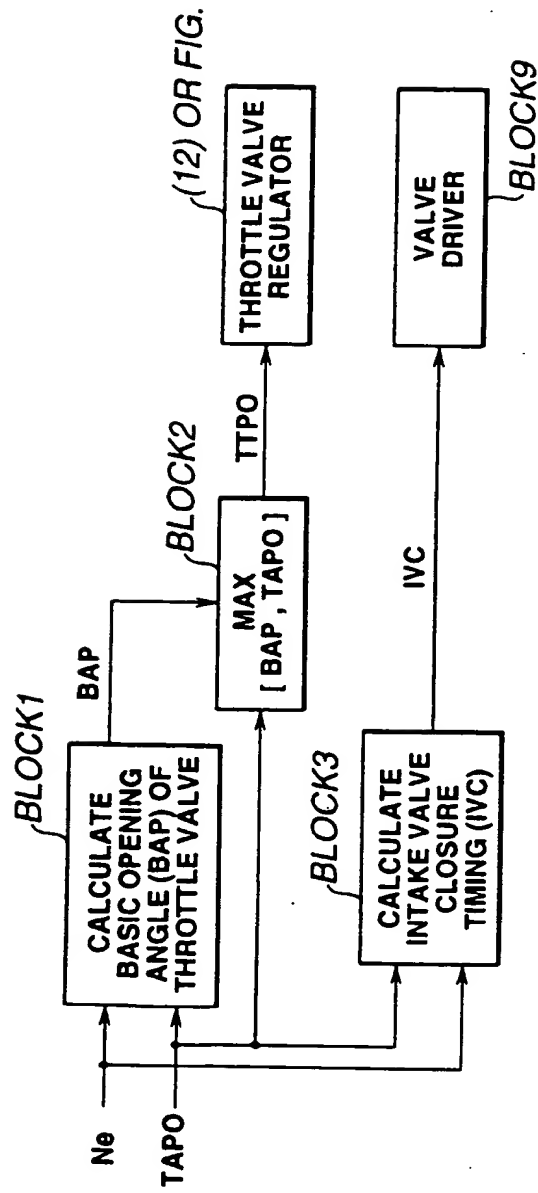 Ne
TAPO
BLOCK1
CALCULATE
BASIC OPENING
ANGLE (BAP) OF
THROTTLE VALVE
BAP
BLOCK2
MAX
[ BAP , TAPO ]
TTPO
(12) OR FIG.
THROTTLE VALVE
REGULATOR
BLOCK3
CALCULATE
INTAKE VALVE
CLOSURE
TIMING (IVC)
IVC
VALVE
DRIVER
BLOCK9